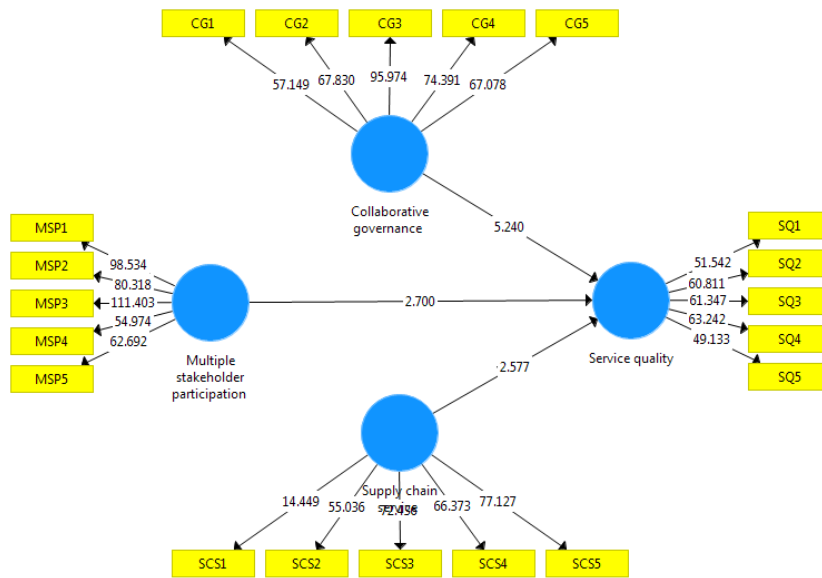 CG1 CG2 CG3 CG4 CG5
57.149 67.830 95.974 74.391 67.078
Collaborative
governance
5.240
MSP1
MSP2
MSP3
MSP4
MSP5
98.534
80.318
111.403
54.974
62.692
Multiple
stakeholder
participation
2.700
SQ1
SQ2
SQ3
SQ4
SQ5
51.542
60.811
61.347
63.242
49.133
Service quality
2.577
Supply chain
14.449 55.036 66.373 77.127
SCS1 SCS2 SCS3 SCS4 SCS5